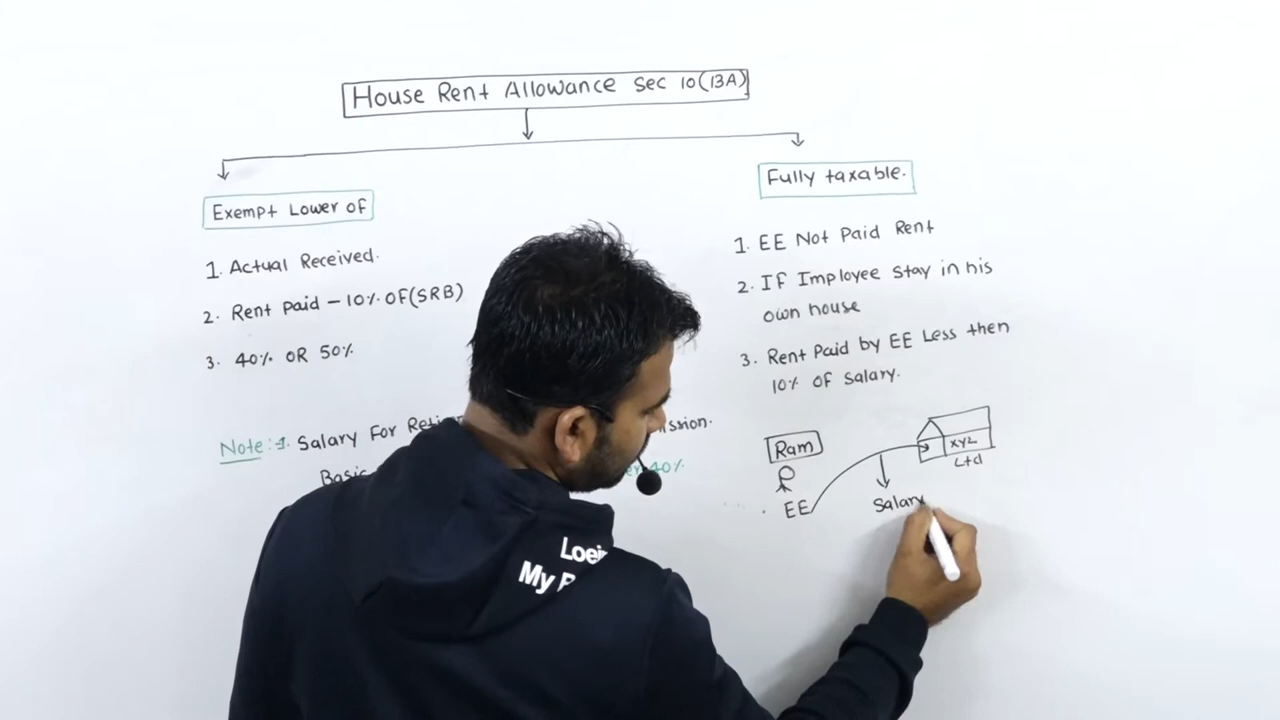 House Rent Allowance Sec 10(13A)
Exempt Lower of
1. Actual Received.
2. Rent Paid - 10% OF(SRB)
3. 40% OR 50%
Note:1. Salary For
Fully taxable.
1. EE Not Paid Rent
2. If Imployee stay in his
own house
3. Rent Paid by EE Less then
10% of salary.
Ram
EE
Salary
XYZ
Ltd
My